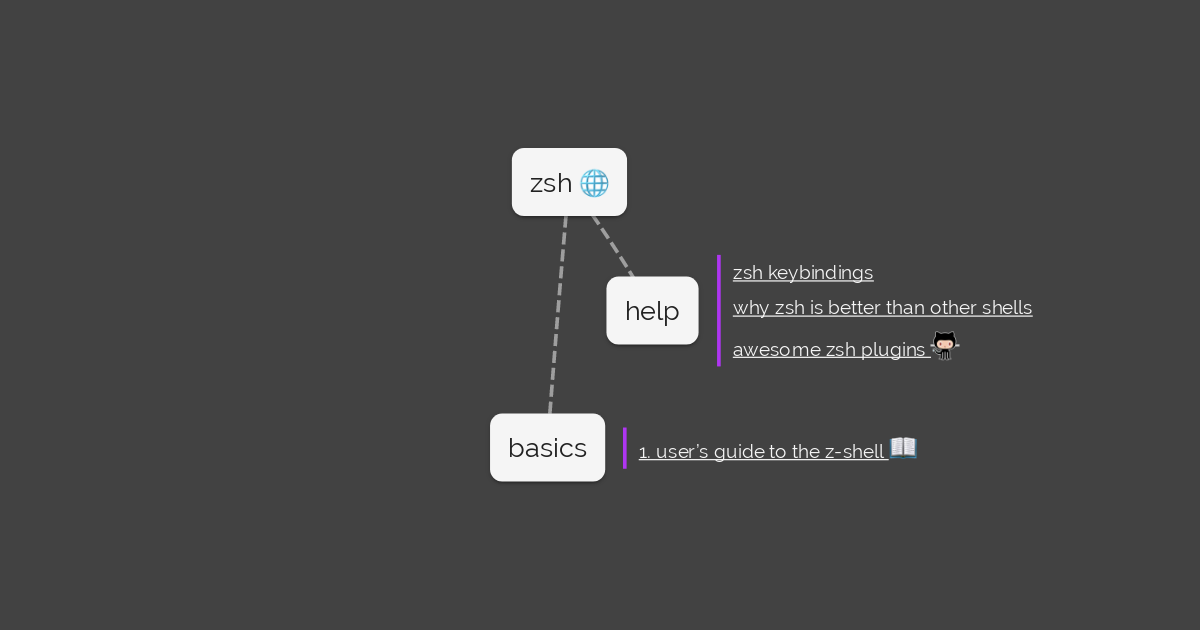 zsh
help
zsh keybindings
why zsh is better than other shells
awesome zsh plugins
basics
1. user’s guide to the z-shell